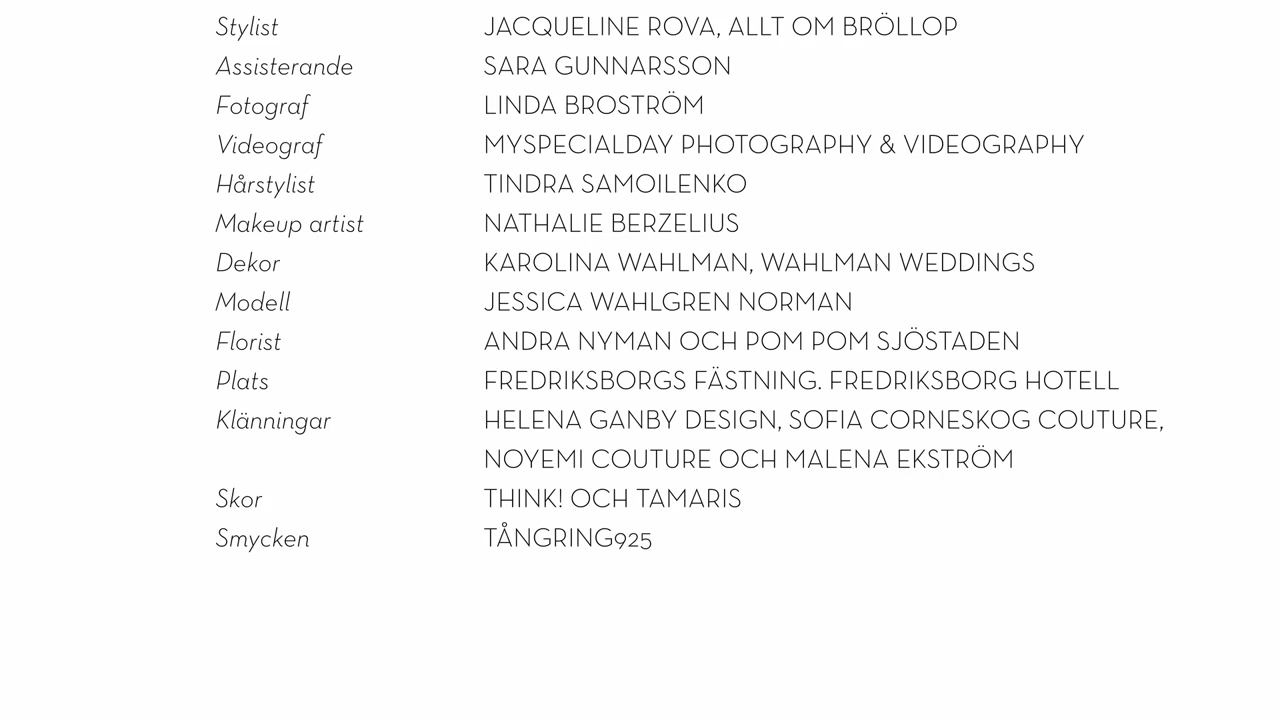 Stylist JACQUELINE ROVA, ALLT OM BRÖLLOP
Assisterande SARA GUNNARSSON
Fotograf LINDA BROSTRÖM
Videograf MYSPECIALDAY PHOTOGRAPHY & VIDEOGRAPHY
Hårstylist TINDRA SAMOILENKO
Makeup artist NATHALIE BERZELIUS
Dekor KAROLINA WAHLMAN, WAHLMAN WEDDINGS
Modell JESSICA WAHLGREN NORMAN
Florist ANDRA NYMAN OCH POM POM SJÖSTADEN
Plats FREDRIKSBORGS FÄSTNING. FREDRIKSBORG HOTELL
Klänningar HELENA GANBY DESIGN, SOFIA CORNESKOG COUTURE,
NOYEMI COUTURE OCH MALENA EKSTRÖM
Skor THINK! OCH TAMARIS
Smycken TÅNGRING925